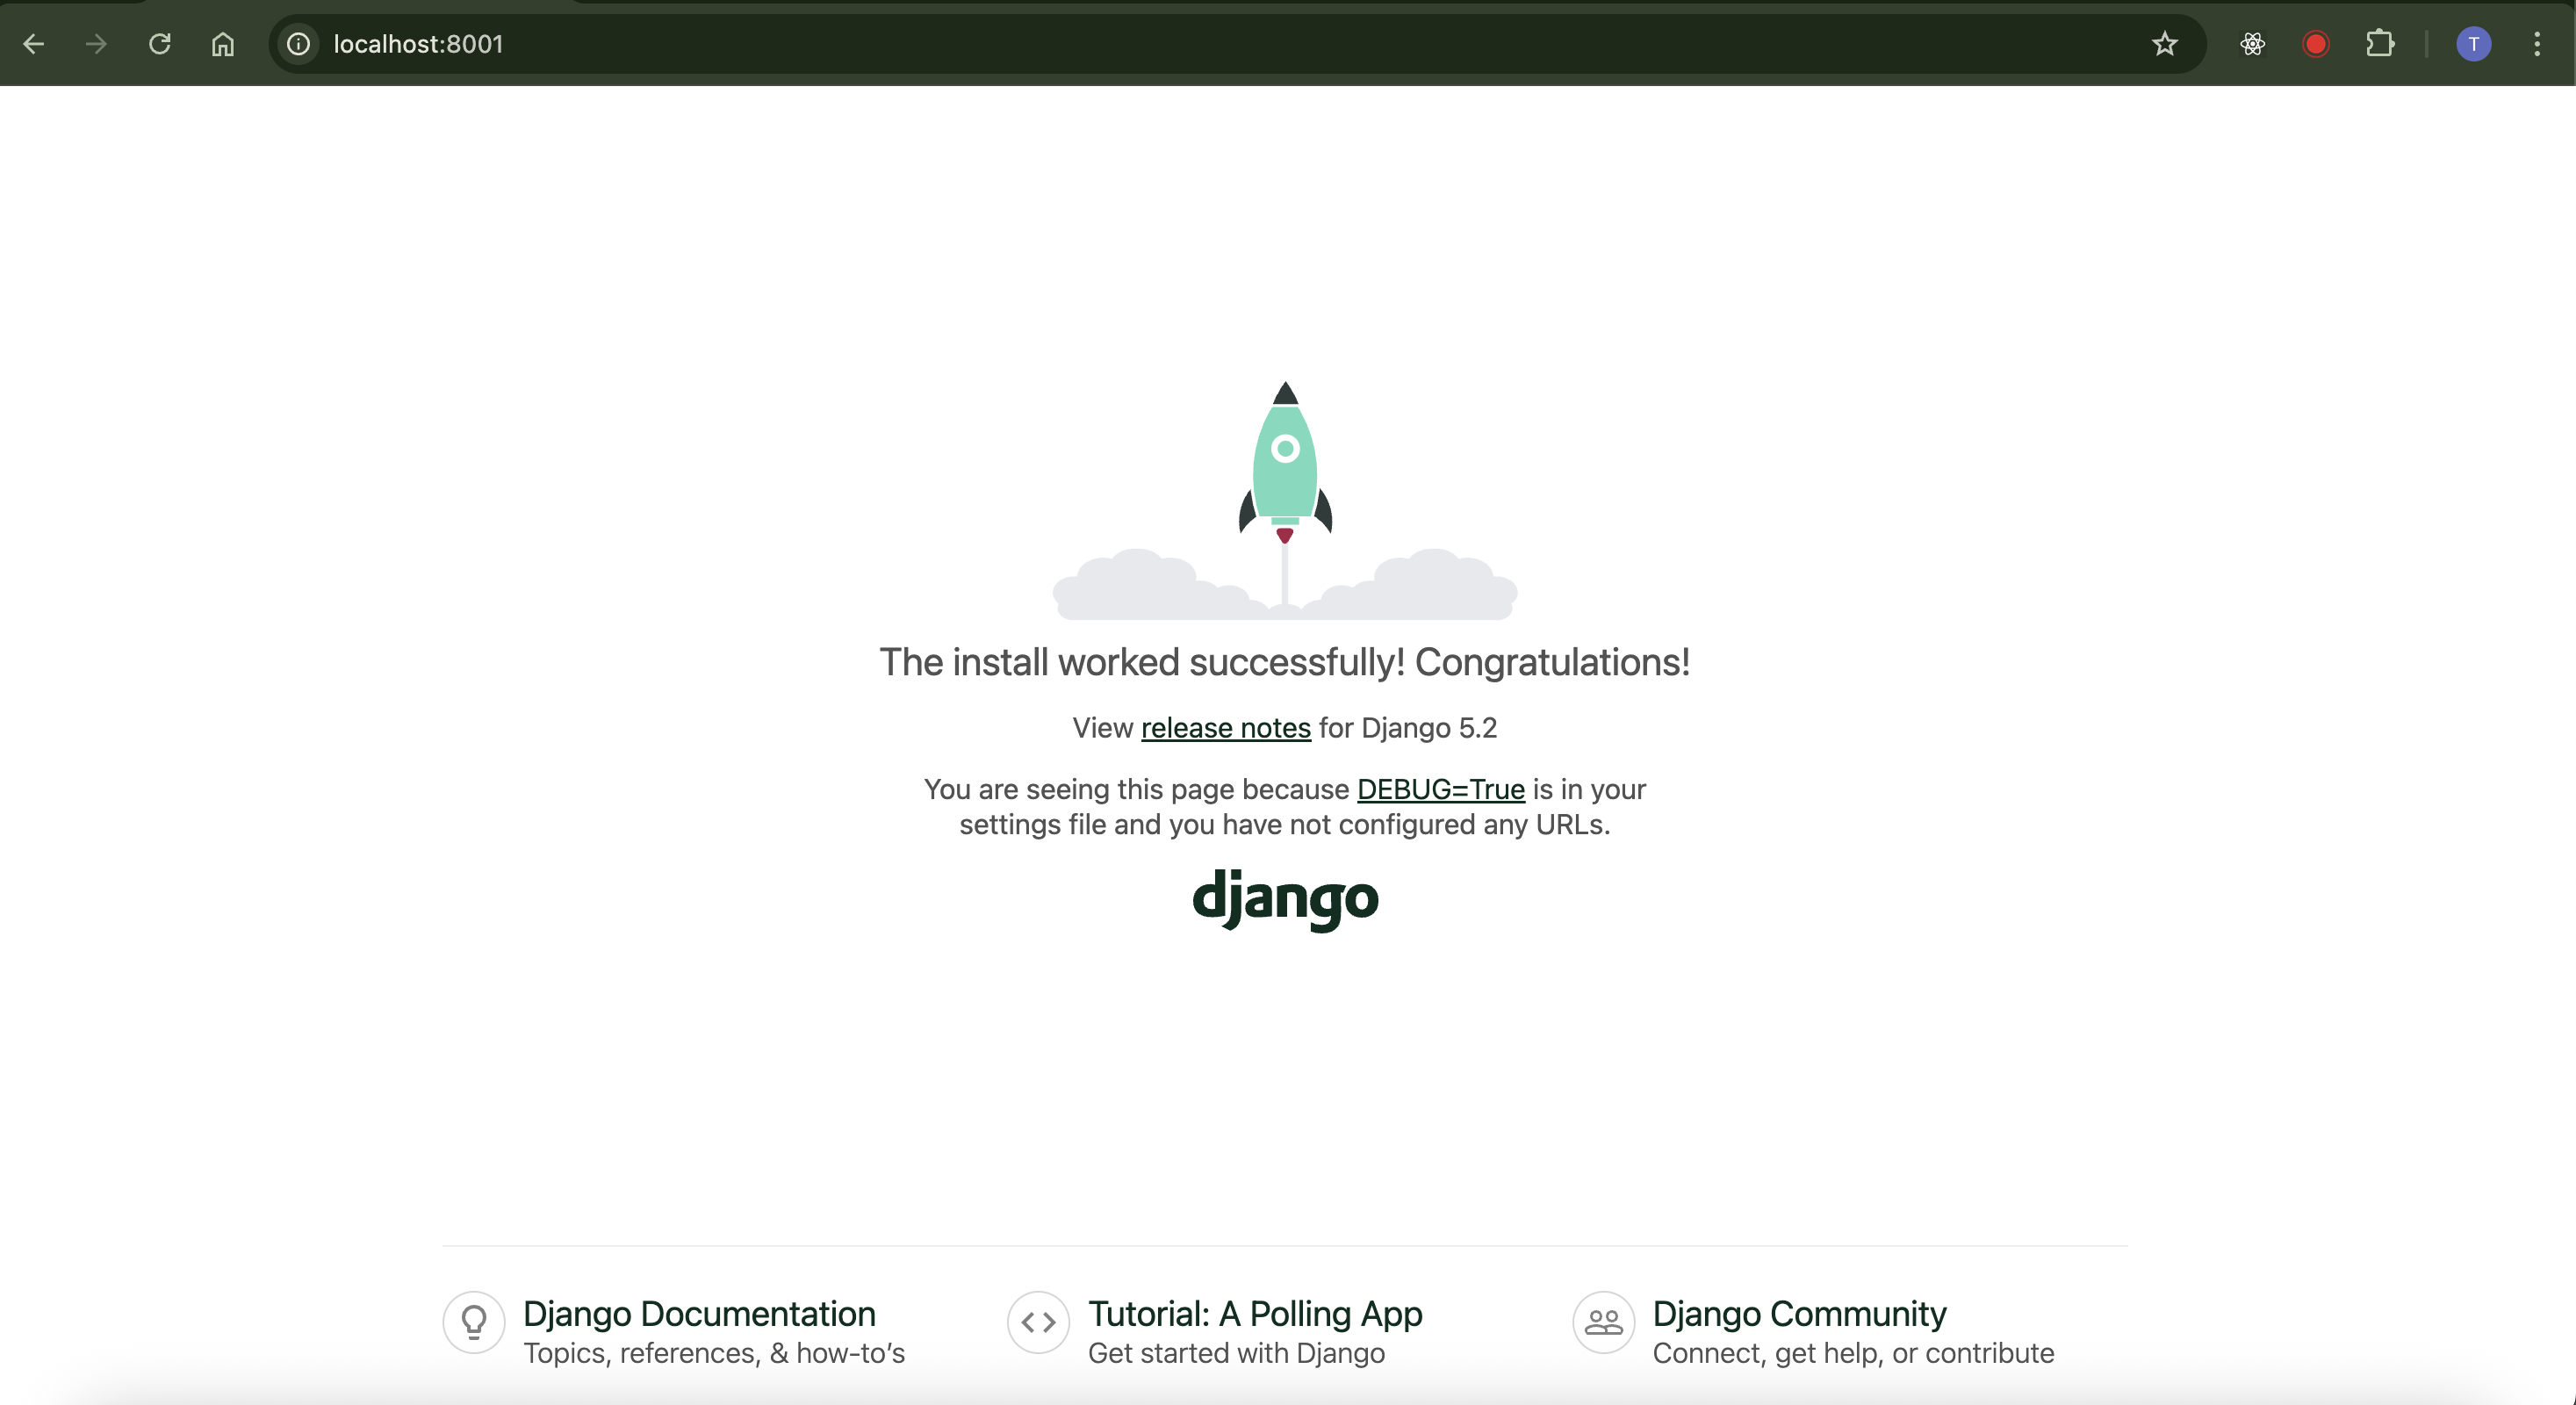 localhost:8001
T
The install worked successfully! Congratulations!
View release notes for Django 5.2
You are seeing this page because DEBUG=True is in your
settings file and you have not configured any URLs.
django
Django Documentation
Topics, references, & how-to’s
Tutorial: A Polling App
Get started with Django
Django Community
Connect, get help, or contribute